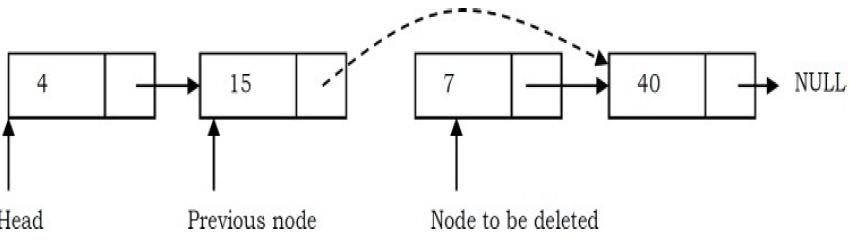 4 15 7 40 NULL
Head Previous node Node to be deleted